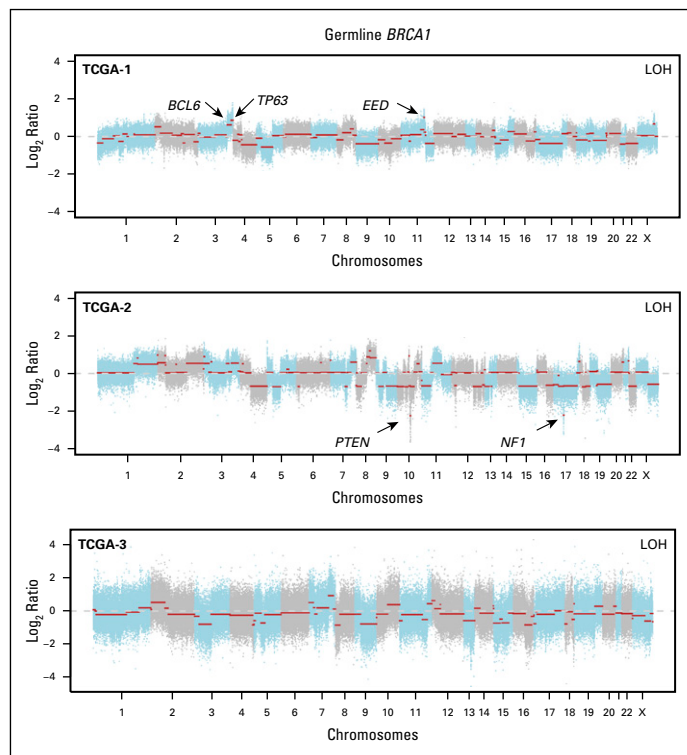 Germline BRCA1
TCGA-1 LOH
BCL6 TP63 EED
4
2
0
−2
−4
Log2 Ratio
1 2 3 4 5 6 7 8 9 10 11 12 13 14 15 16 17 18 19 20 22 X
Chromosomes
TCGA-2 LOH
4
2
0
−2
−4
Log2 Ratio
PTEN NF1
1 2 3 4 5 6 7 8 9 10 11 12 13 15 16 17 18 19 20 22 X
Chromosomes
TCGA-3 LOH
4
2
0
−2
−4
Log2 Ratio
1 2 3 4 5 6 7 8 9 10 11 12 13 14 15 16 17 18 19 20 22 X
Chromosomes